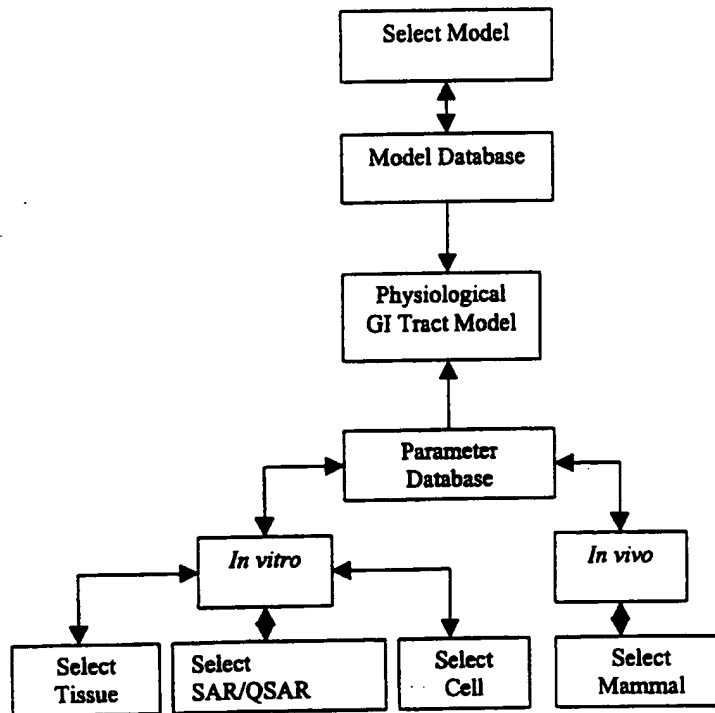 Select Model
Model Database
Physiological
GI Tract Model
Parameter
Database
In vitro
In vivo
Select
Tissue
Select
SAR/QSAR
Select
Cell
Select
Mammal